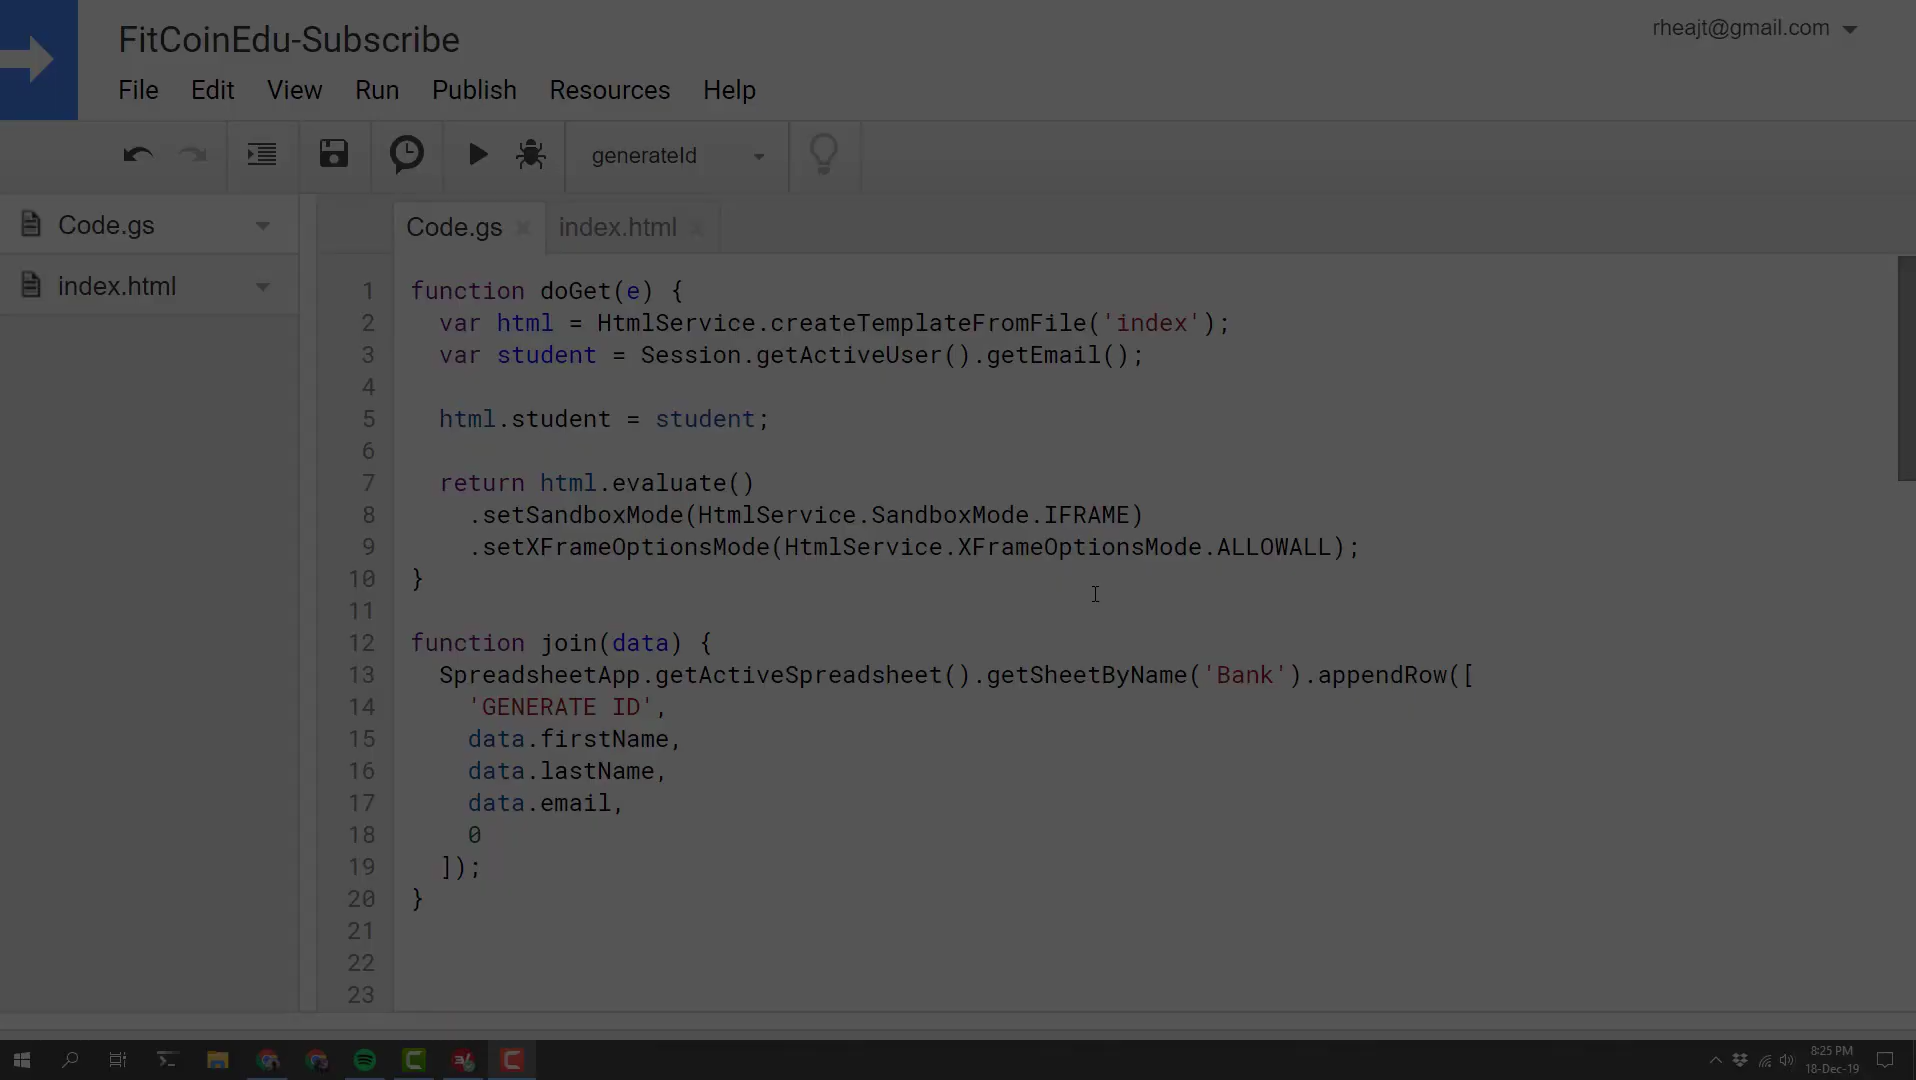 FitCoinEdu-Subscribe
rheajt@gmail.com
File Edit View Run Publish Resources Help
generateId
Code.gs
index.html
Code.gs × index.html ×
1 function doGet(e) {
2   var html = HtmlService.createTemplateFromFile('index');
3   var student = Session.getActiveUser().getEmail();
4
5   html.student = student;
6
7   return html.evaluate()
8     .setSandboxMode(HtmlService.SandboxMode.IFRAME)
9     .setXFrameOptionsMode(HtmlService.XFrameOptionsMode.ALLOWALL);
10 }
11
12 function join(data) {
13   SpreadsheetApp.getActiveSpreadsheet().getSheetByName('Bank').appendRow([
14     'GENERATE ID',
15     data.firstName,
16     data.lastName,
17     data.email,
18     0
19   ]);
20 }
21
22
23
8:25 PM
18-Dec-19